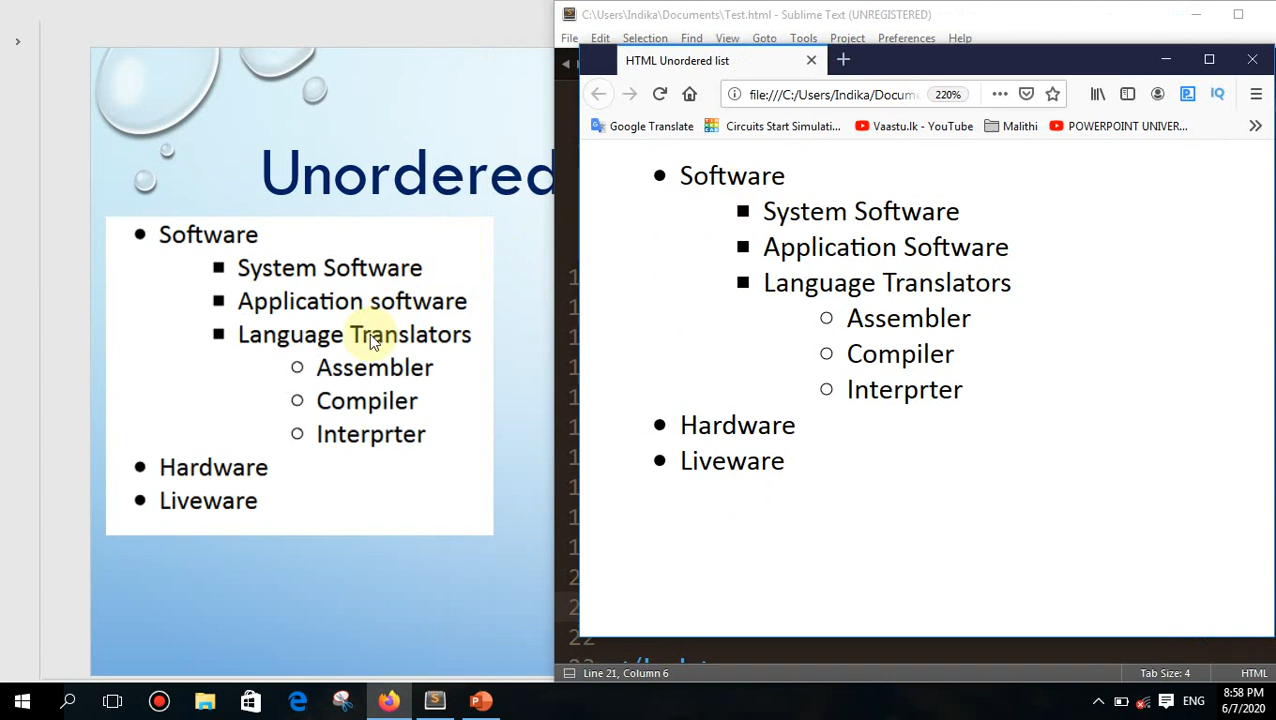 C:\Users\Indika\Documents\Test.html - Sublime Text (UNREGISTERED)
File Edit Selection Find View Goto Tools Project Preferences Help
HTML Unordered list
file:///C:/Users/Indika/Docum 220%
Google Translate Circuits Start Simulati... Vaastu.lk - YouTube Malithi POWERPOINT UNIVER...
Unordered
Software
System Software
Application software
Language Translators
Assembler
Compiler
Interprter
Hardware
Liveware
Software
System Software
Application Software
Language Translators
Assembler
Compiler
Interprter
Hardware
Liveware
22
Line 21, Column 6 Tab Size: 4 HTML
ENG 8:58 PM
6/7/2020